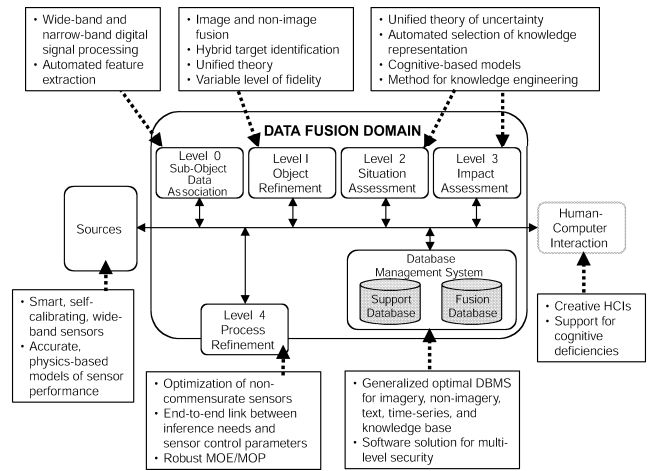 • Wide-band and
narrow-band digital
signal processing
• Automated feature
extraction
• Image and non-image
fusion
• Hybrid target identification
• Unified theory
• Variable level of fidelity
• Unified theory of uncertainty
• Automated selection of knowledge
representation
• Cognitive-based models
• Method for knowledge engineering
DATA FUSION DOMAIN
Level 0
Sub-Object
Data
Association
Level I
Object
Refinement
Level 2
Situation
Assessment
Level 3
Impact
Assessment
Sources
Human-
Computer
Interaction
Database
Management System
Support
Database
Fusion
Database
Level 4
Process
Refinement
• Smart, self-
calibrating, wide-
band sensors
• Accurate,
physics-based
models of sensor
performance
• Creative HCIs
• Support for
cognitive
deficiencies
• Optimization of non-
commensurate sensors
• End-to-end link between
inference needs and
sensor control parameters
• Robust MOE/MOP
• Generalized optimal DBMS
for imagery, non-imagery,
text, time-series, and
knowledge base
• Software solution for multi-
level security